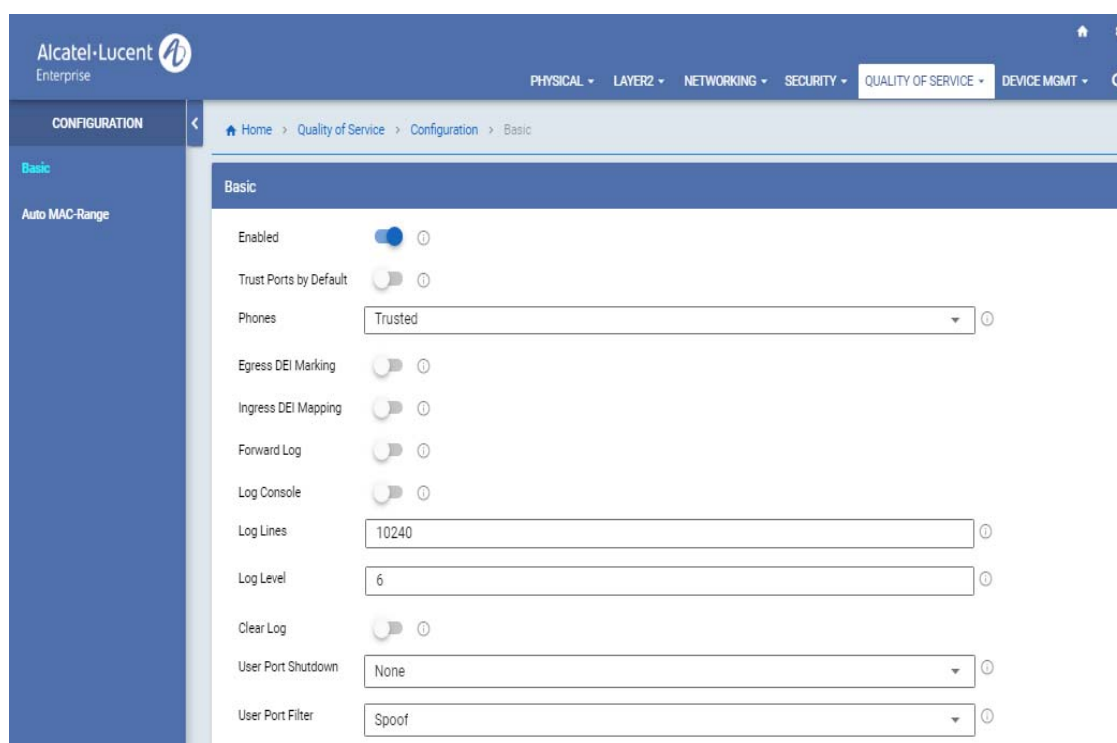 Alcatel·Lucent
Enterprise
PHYSICAL LAYER2 NETWORKING SECURITY QUALITY OF SERVICE DEVICE MGMT
CONFIGURATION
Home > Quality of Service > Configuration > Basic
Basic
Auto MAC-Range
Basic
Enabled
Trust Ports by Default
Phones Trusted
Egress DEI Marking
Ingress DEI Mapping
Forward Log
Log Console
Log Lines 10240
Log Level 6
Clear Log
User Port Shutdown None
User Port Filter Spoof